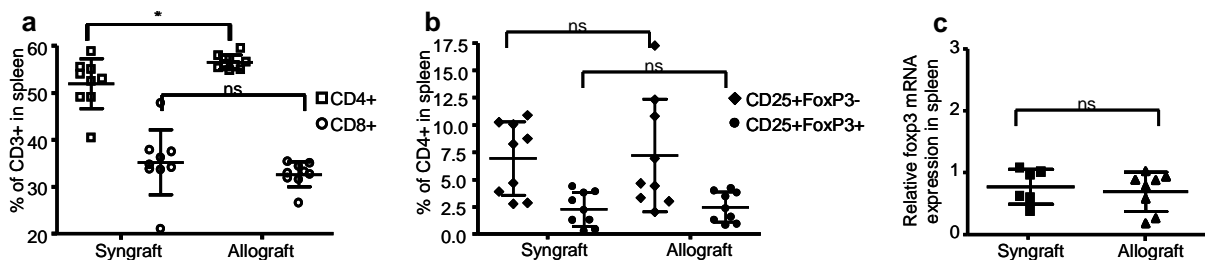 a
% of CD3+ in spleen
60
50
40
30
20
*
ns
CD4+
CD8+
Syngraft
Allograft
b
% of CD4+ in spleen
17.5
15.0
12.5
10.0
7.5
5.0
2.5
0.0
ns
ns
CD25+FoxP3-
CD25+FoxP3+
Syngraft
Allograft
c
Relative foxp3 mRNA
expression in spleen
3
2
1
0
ns
Syngraft
Allograft